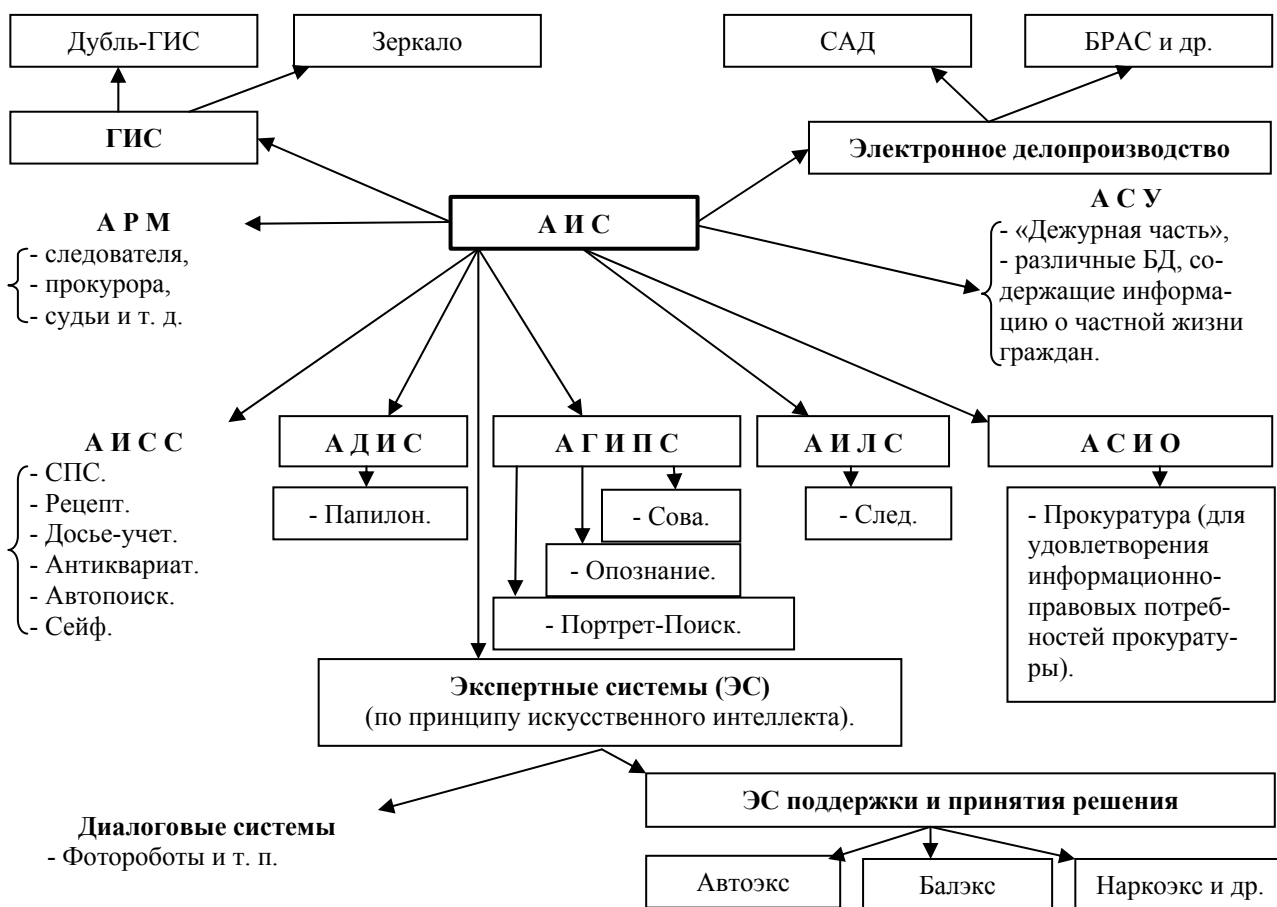 Дубль-ГИС
Зеркало
САД
БРАС и др.
ГИС
Электронное делопроизводство
А И С
А Р М
- следователя,
- прокурора,
- судьи и т. д.
А С У
- «Дежурная часть»,
- различные БД, со-
держащие информа-
цию о частной жизни
граждан.
А И С С
- СПС.
- Рецепт.
- Досье-учет.
- Антиквариат.
- Автопоиск.
- Сейф.
А Д И С
- Папилон.
А Г И П С
- Сова.
- Опознание.
- Портрет-Поиск.
А И Л С
- След.
А С И О
- Прокуратура (для
удовлетворения
информационно-
правовых потреб-
ностей прокурату-
ры).
Экспертные системы (ЭС)
(по принципу искусственного интеллекта).
Диалоговые системы
- Фотороботы и т. п.
ЭС поддержки и принятия решения
Автоэкс
Балэкс
Наркоэкс и др.